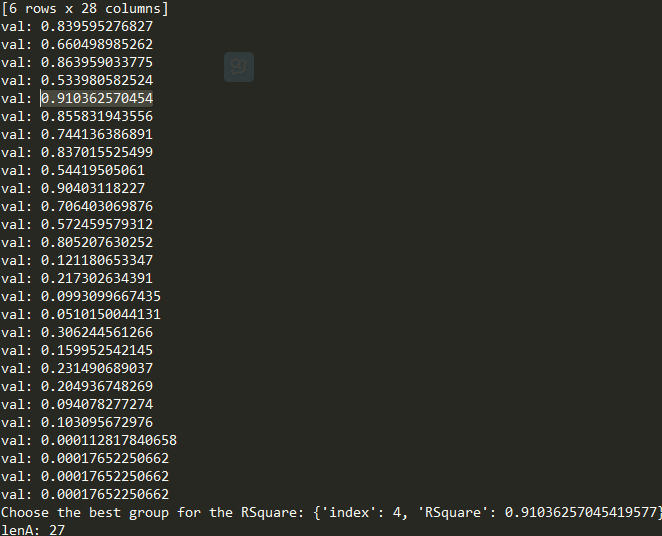 [6 rows x 28 columns]
val: 0.839595276827
val: 0.660498985262
val: 0.863959033775
val: 0.533980582524
val: 0.910362570454
val: 0.855831943556
val: 0.744136386891
val: 0.837015525499
val: 0.54419505061
val: 0.90403118227
val: 0.706403069876
val: 0.572459579312
val: 0.805207630252
val: 0.121180653347
val: 0.217302634391
val: 0.0993099667435
val: 0.0510150044131
val: 0.306244561266
val: 0.159952542145
val: 0.231490689037
val: 0.204936748269
val: 0.094078277274
val: 0.103095672976
val: 0.000112817840658
val: 0.00017652250662
val: 0.00017652250662
val: 0.00017652250662
Choose the best group for the RSquare: {'index': 4, 'RSquare': 0.91036257045419577}
lenA: 27